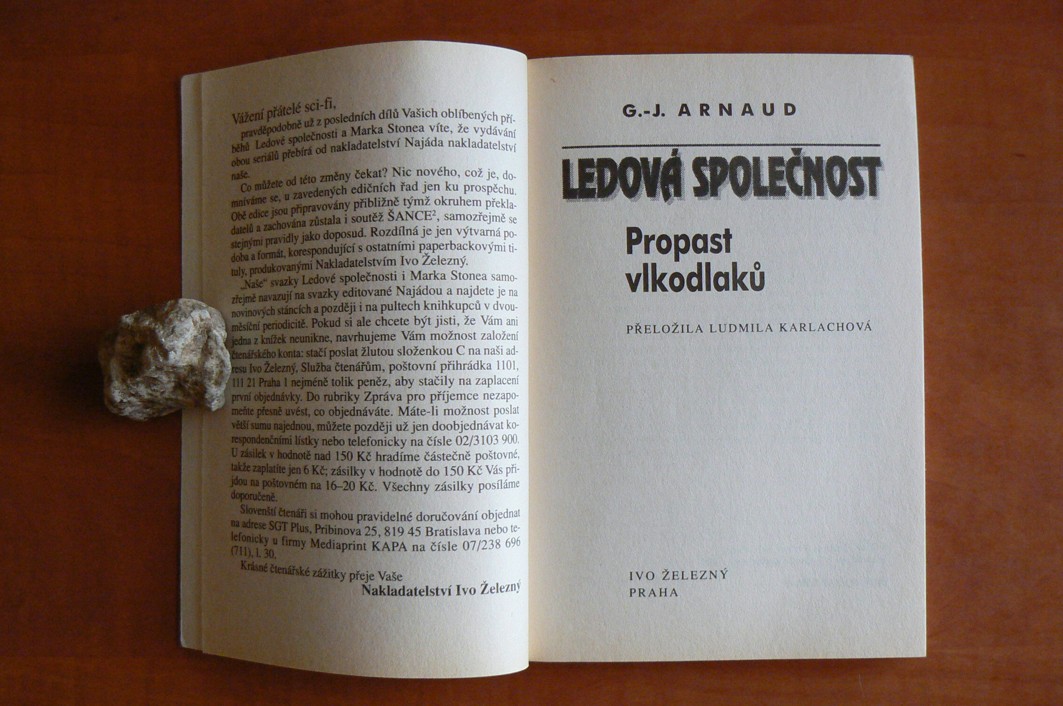 Vážení přátelé sci-fi,
pravděpodobně už z posledních dílů Vašich oblíbených pří-
běhů Ledové společnosti a Marka Stonea víte, že vydávání
obou seriálů přebírá od nakladatelství Najáda nakladatelství
naše.
Co můžete od této změny čekat? Nic nového, což je, do-
mníváme se, u zavedených edičních řad jen ku prospěchu.
Obě edice jsou připravovány přibližně týmž okruhem překla-
datelů a zachována zůstala i soutěž ŠANCE², samozřejmě se
stejnými pravidly jako doposud. Rozdílná je jen výtvarná po-
doba a formát, korespondující s ostatními paperbackovými ti-
tuly, produkovanými Nakladatelstvím Ivo Železný.
„Naše“ svazky Ledové společnosti i Marka Stonea samo-
zřejmě navazují na svazky editované Najádou a najdete je na
novinových stáncích a později i na pultech knihkupců v dvou-
měsíční periodicitě. Pokud si ale chcete být jisti, že Vám ani
jedna z knížek neunikne, navrhujeme Vám možnost založení
čtenářského konta: stačí poslat žlutou složenkou C na naši ad-
resu Ivo Železný, Služba čtenářům, poštovní přihrádka 1101,
111 21 Praha 1 nejméně tolik peněz, aby stačily na zaplacení
první objednávky. Do rubriky Zpráva pro příjemce nezapo-
meňte přesně uvést, co objednáváte. Máte-li možnost poslat
větší sumu najednou, můžete později už jen doobjednávat ko-
respondenčními lístky nebo telefonicky na čísle 02/3103 900.
U zásilek v hodnotě nad 150 Kč hradíme částečně poštovné,
takže zaplatíte jen 6 Kč; zásilky v hodnotě do 150 Kč Vás při-
jdou na poštovném na 16–20 Kč. Všechny zásilky posíláme
doporučeně.
Slovenští čtenáři si mohou pravidelné doručování objednat
na adrese SGT Plus, Pribinova 25, 819 45 Bratislava nebo te-
lefonicky u firmy Mediaprint KAPA na čísle 07/238 696
(711), l. 30.
Krásné čtenářské zážitky přeje Vaše
Nakladatelství Ivo Železný
G.-J. ARNAUD
LEDOVÁ SPOLEČNOST
Propast
vlkodlaků
PŘELOŽILA LUDMILA KARLACHOVÁ
IVO ŽELEZNÝ
PRAHA